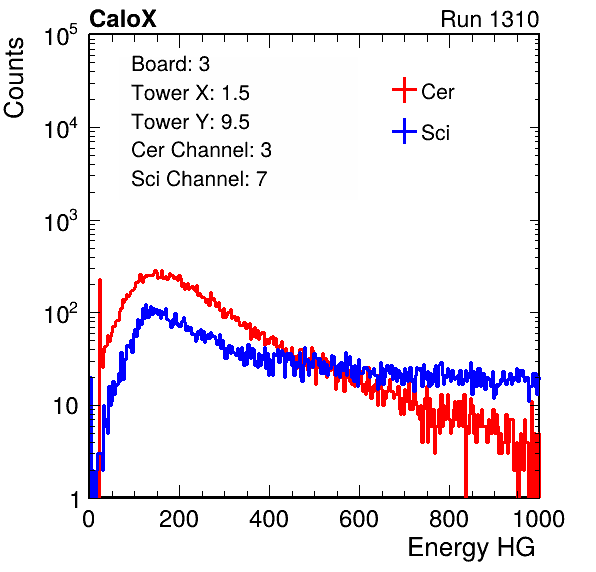 CaloX Run 1310
Counts
10^5
10^4
10^3
10^2
10
1
Board: 3
Tower X: 1.5
Tower Y: 9.5
Cer Channel: 3
Sci Channel: 7
Cer
Sci
0 200 400 600 800 1000
Energy HG